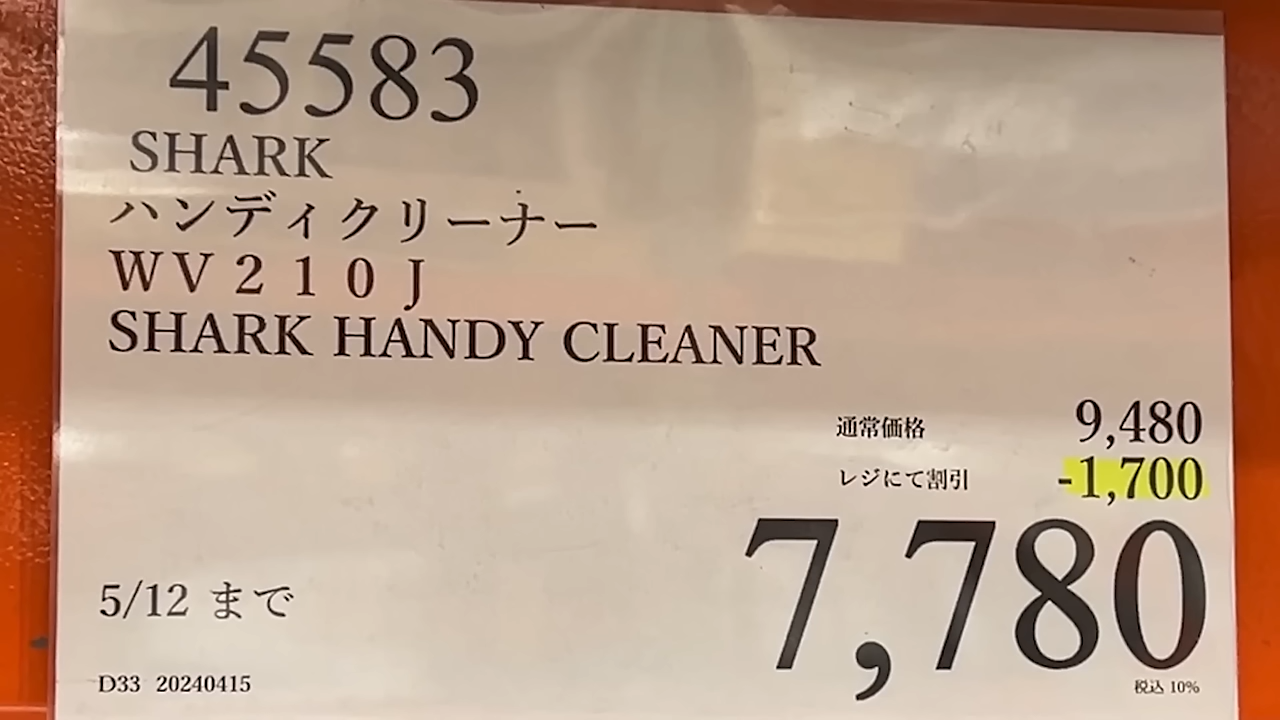 45583
SHARK
ハンディクリーナー
ＷＶ２１０Ｊ
SHARK HANDY CLEANER
通常価格 9,480
レジにて割引 -1,700
7,780
5/12 まで
D33 20240415
税込 10%